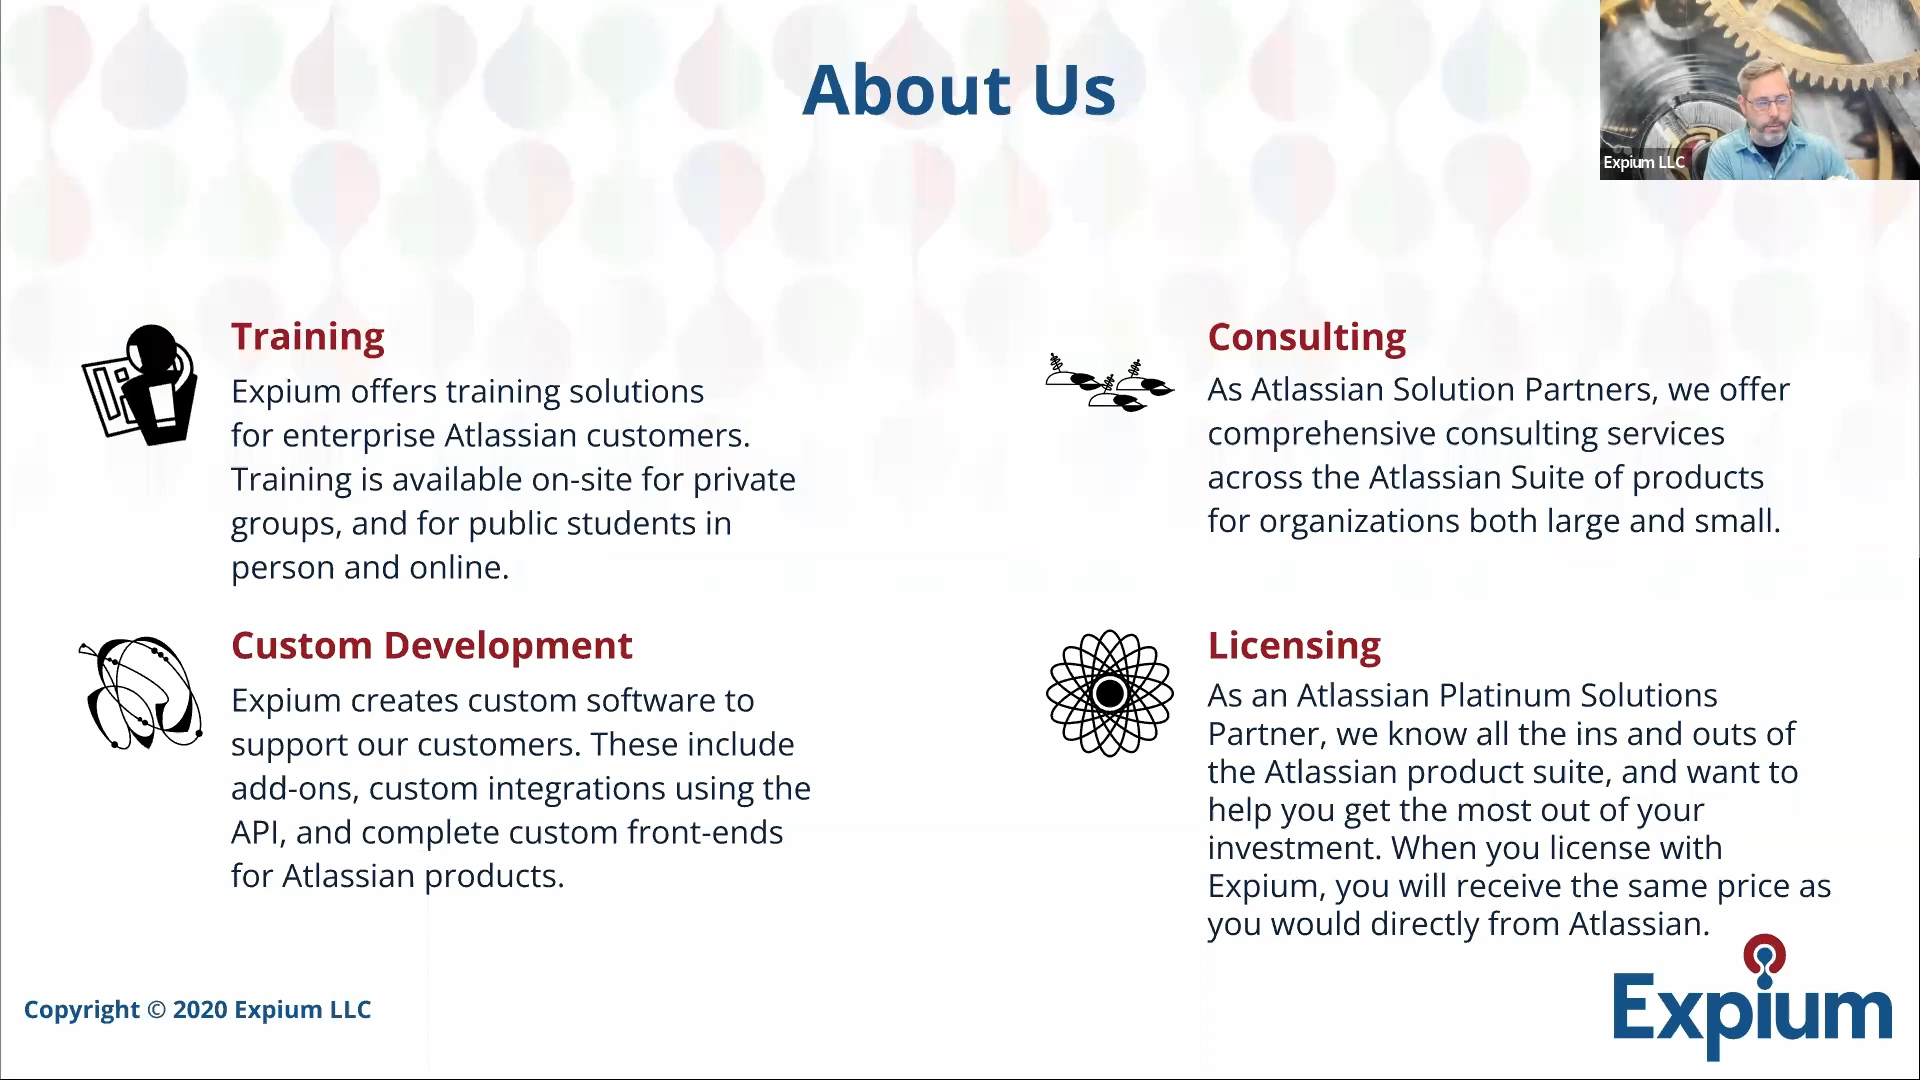 About Us
Expium LLC
Training
Expium offers training solutions
for enterprise Atlassian customers.
Training is available on-site for private
groups, and for public students in
person and online.
Consulting
As Atlassian Solution Partners, we offer
comprehensive consulting services
across the Atlassian Suite of products
for organizations both large and small.
Custom Development
Expium creates custom software to
support our customers. These include
add-ons, custom integrations using the
API, and complete custom front-ends
for Atlassian products.
Licensing
As an Atlassian Platinum Solutions
Partner, we know all the ins and outs of
the Atlassian product suite, and want to
help you get the most out of your
investment. When you license with
Expium, you will receive the same price as
you would directly from Atlassian.
Copyright © 2020 Expium LLC
Expium